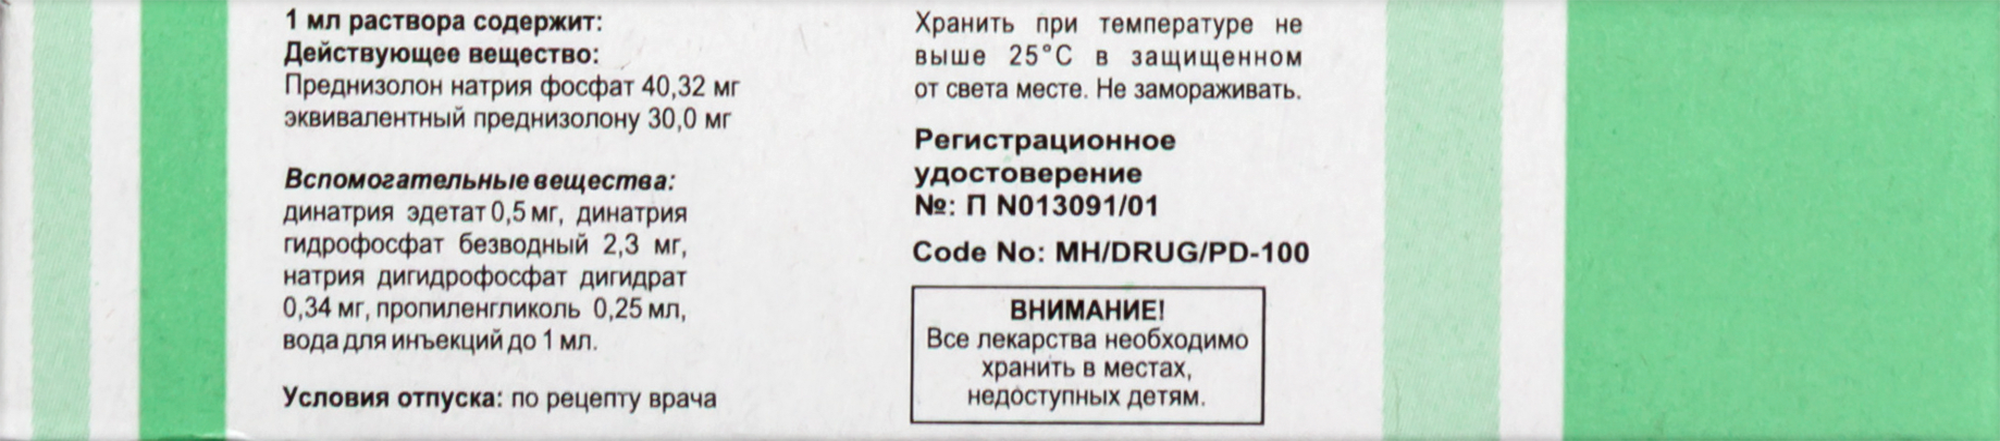 1 мл раствора содержит:
Действующее вещество:
Преднизолон натрия фосфат 40,32 мг
эквивалентный преднизолону 30,0 мг
Вспомогательные вещества:
динатрия эдетат 0,5 мг, динатрия
гидрофосфат безводный 2,3 мг,
натрия дигидрофосфат дигидрат
0,34 мг, пропиленгликоль 0,25 мл,
вода для инъекций до 1 мл.
Условия отпуска: по рецепту врача
Хранить при температуре не
выше 25°С в защищенном
от света месте. Не замораживать.
Регистрационное
удостоверение
№: П N013091/01
Code No: MH/DRUG/PD-100
ВНИМАНИЕ!
Все лекарства необходимо
хранить в местах,
недоступных детям.